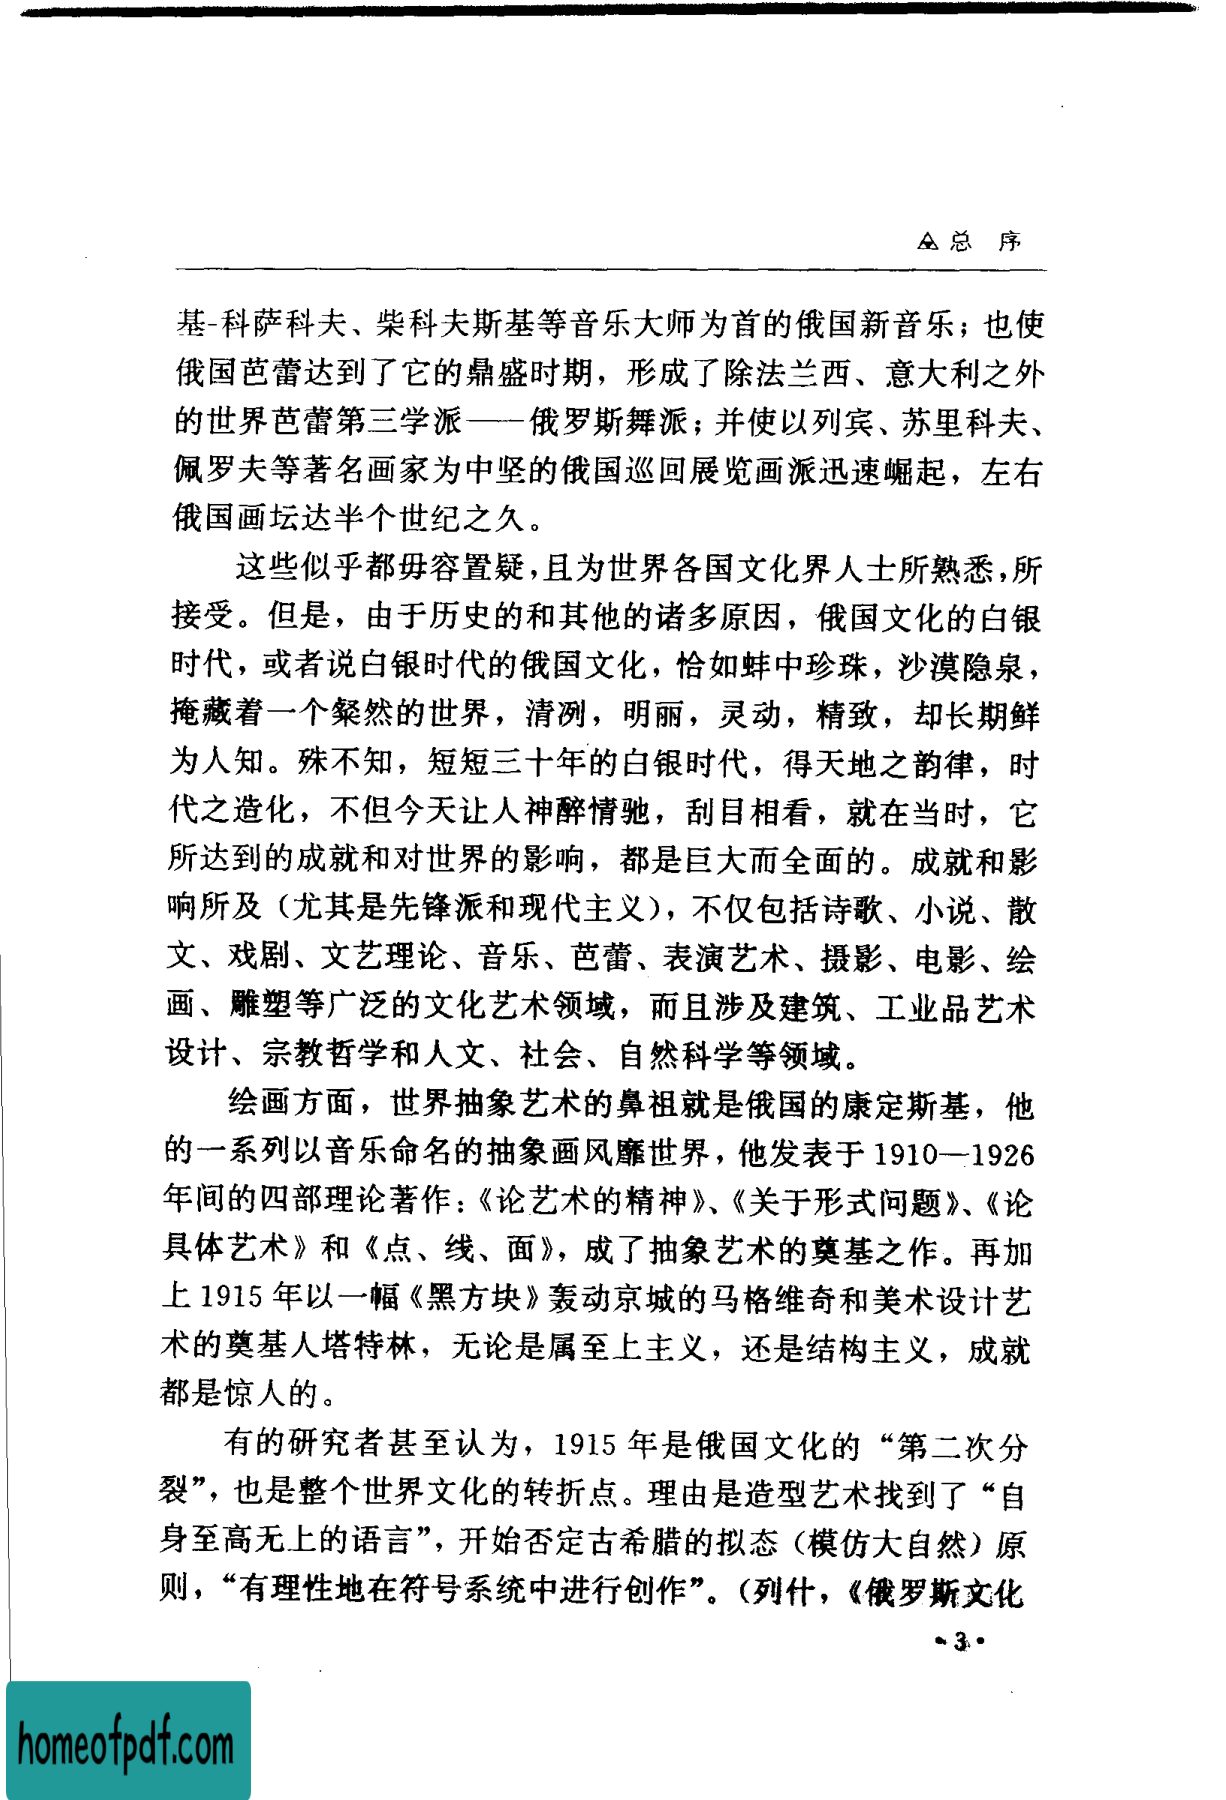 总 序
基-科萨科夫、柴科夫斯基等音乐大师为首的俄国新音乐；也使
俄国芭蕾达到了它的鼎盛时期，形成了除法兰西、意大利之外
的世界芭蕾第三学派——俄罗斯舞派；并使以列宾、苏里科夫、
佩罗夫等著名画家为中坚的俄国巡回展览画派迅速崛起，左右
俄国画坛达半个世纪之久。
这些似乎都毋容置疑，且为世界各国文化界人士所熟悉，所
接受。但是，由于历史的和其他的诸多原因，俄国文化的白银
时代，或者说白银时代的俄国文化，恰如蚌中珍珠，沙漠隐泉，
掩藏着一个粲然的世界，清冽，明丽，灵动，精致，却长期鲜
为人知。殊不知，短短三十年的白银时代，得天地之韵律，时
代之造化，不但今天让人神醉情驰，刮目相看，就在当时，它
所达到的成就和对世界的影响，都是巨大而全面的。成就和影
响所及（尤其是先锋派和现代主义），不仅包括诗歌、小说、散
文、戏剧、文艺理论、音乐、芭蕾、表演艺术、摄影、电影、绘
画、雕塑等广泛的文化艺术领域，而且涉及建筑、工业品艺术
设计、宗教哲学和人文、社会、自然科学等领域。
绘画方面，世界抽象艺术的鼻祖就是俄国的康定斯基，他
的一系列以音乐命名的抽象画风靡世界，他发表于 1910—1926
年间的四部理论著作：《论艺术的精神》、《关于形式问题》、《论
具体艺术》和《点、线、面》，成了抽象艺术的奠基之作。再加
上 1915 年以一幅《黑方块》轰动京城的马格维奇和美术设计艺
术的奠基人塔特林，无论是属至上主义，还是结构主义，成就
都是惊人的。
有的研究者甚至认为，1915 年是俄国文化的“第二次分
裂”，也是整个世界文化的转折点。理由是造型艺术找到了“自
身至高无上的语言”，开始否定古希腊的拟态（模仿大自然）原
则，“有理性地在符号系统中进行创作”。（列什，《俄罗斯文化
·3·
homeofpdf.com